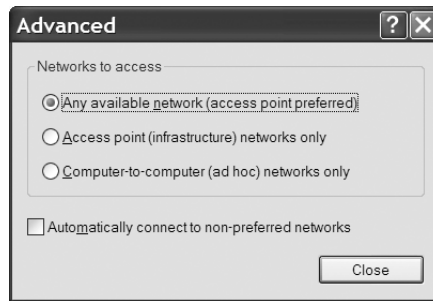 Advanced
Networks to access
Any available network (access point preferred)
Access point (infrastructure) networks only
Computer-to-computer (ad hoc) networks only
Automatically connect to non-preferred networks
Close